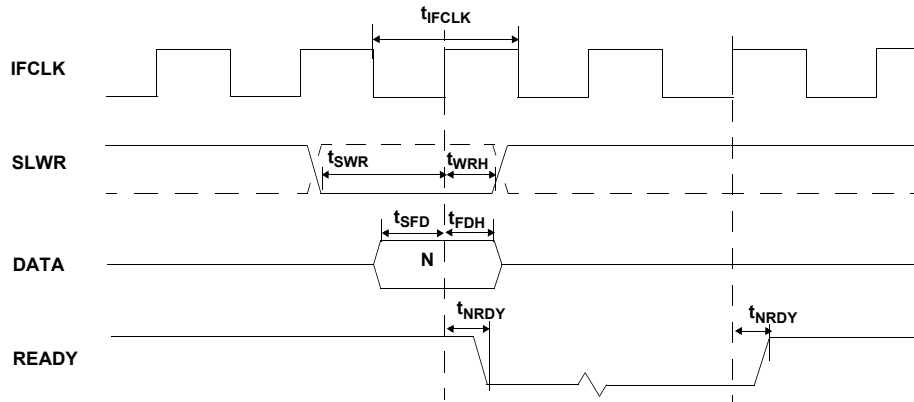 tIFCLK
IFCLK
SLWR
tSWR
tWRH
tSFD
tFDH
DATA
N
tNRDY
tNRDY
READY